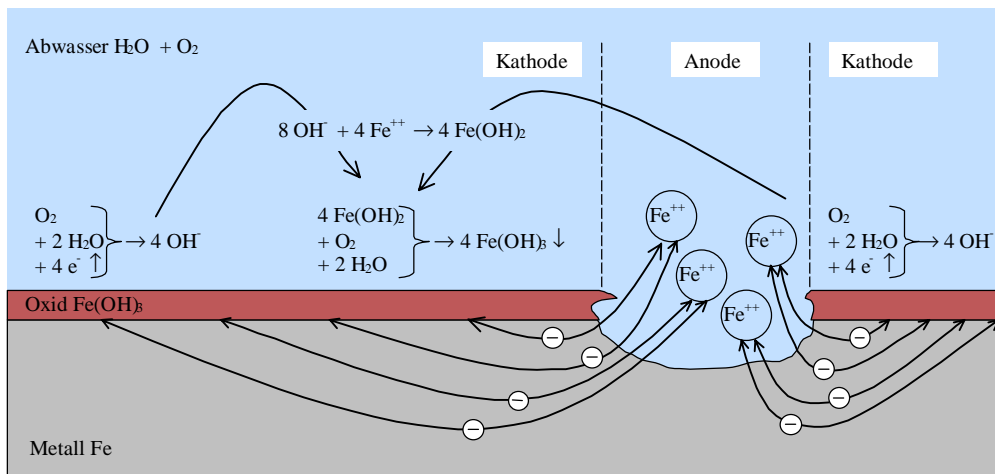 Abwasser H₂O + O₂
Kathode
Anode
Kathode
8 OH⁻ + 4 Fe⁺⁺ → 4 Fe(OH)₂
O₂
+ 2 H₂O
+ 4 e⁻ ↑
→ 4 OH⁻
4 Fe(OH)₂
+ O₂
+ 2 H₂O
→ 4 Fe(OH)₃ ↓
Fe⁺⁺
Fe⁺⁺
Fe⁺⁺
Fe⁺⁺
O₂
+ 2 H₂O
+ 4 e⁻ ↑
→ 4 OH⁻
Oxid Fe(OH)₃
−
−
−
−
−
−
−
−
Metall Fe